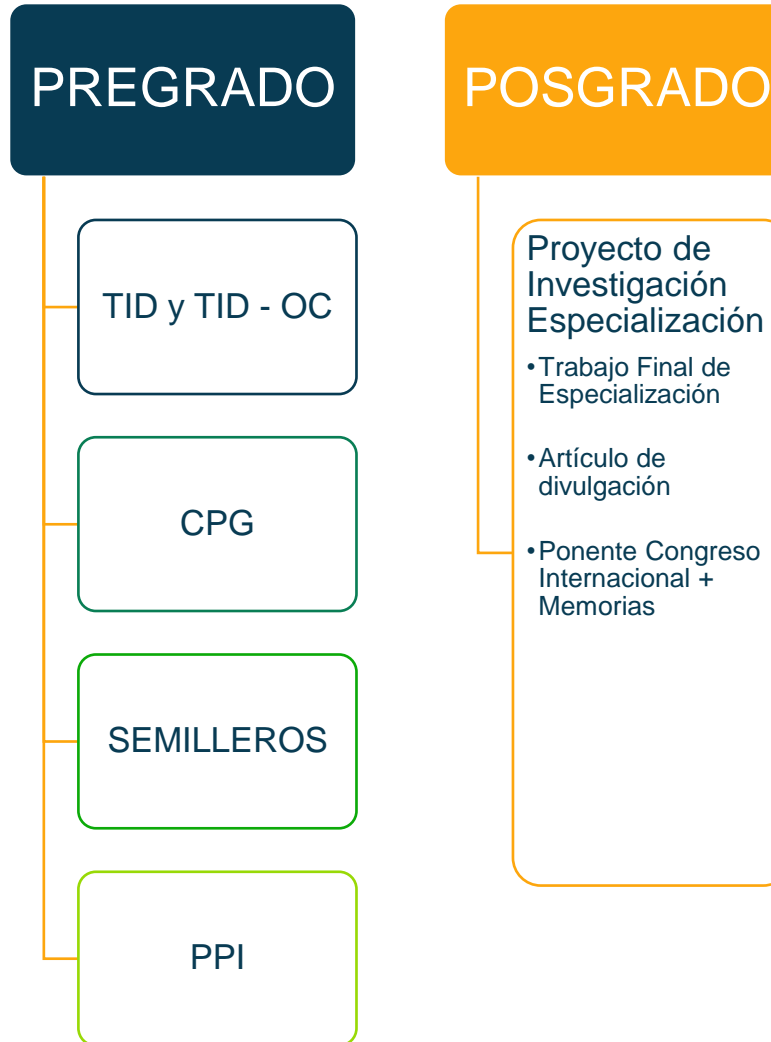 PREGRADO
TID y TID - OC
CPG
SEMILLEROS
PPI
POSGRADO
Proyecto de
Investigación
Especialización
•Trabajo Final de
Especialización
•Artículo de
divulgación
•Ponente Congreso
Internacional +
Memorias